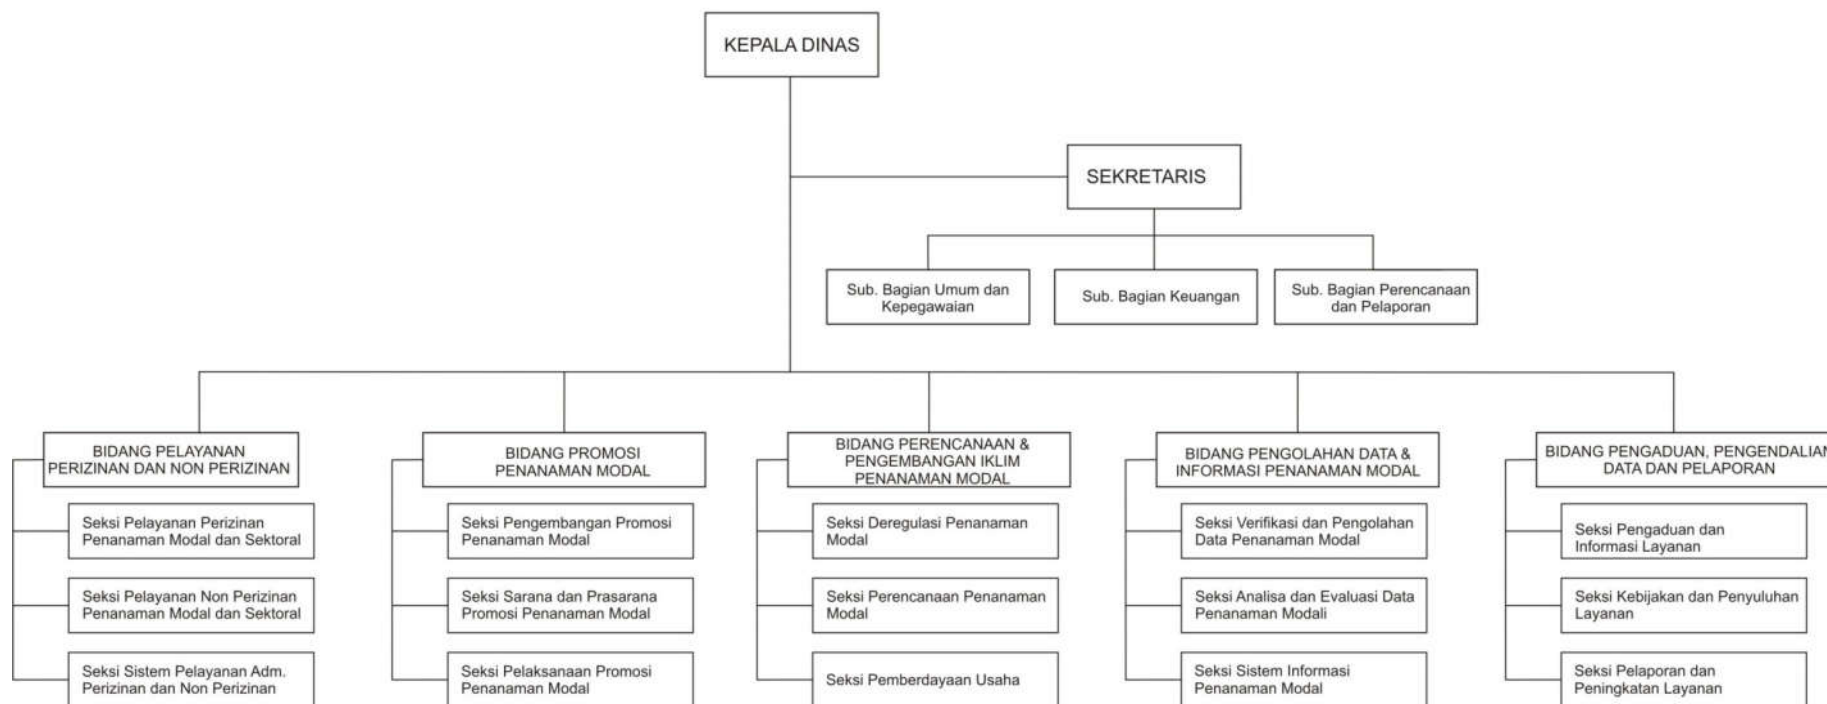 KEPALA DINAS
SEKRETARIS
Sub. Bagian Umum dan
Kepegawaian
Sub. Bagian Keuangan
Sub. Bagian Perencanaan
dan Pelaporan
BIDANG PELAYANAN
PERIZINAN DAN NON PERIZINAN
Seksi Pelayanan Perizinan
Penanaman Modal dan Sektoral
Seksi Pelayanan Non Perizinan
Penanaman Modal dan Sektoral
Seksi Sistem Pelayanan Adm.
Perizinan dan Non Perizinan
BIDANG PROMOSI
PENANAMAN MODAL
Seksi Pengembangan Promosi
Penanaman Modal
Seksi Sarana dan Prasarana
Promosi Penanaman Modal
Seksi Pelaksanaan Promosi
Penanaman Modal
BIDANG PERENCANAAN &
PENGEMBANGAN IKLIM
PENANAMAN MODAL
Seksi Deregulasi Penanaman
Modal
Seksi Perencanaan Penanaman
Modal
Seksi Pemberdayaan Usaha
BIDANG PENGOLAHAN DATA &
INFORMASI PENANAMAN MODAL
Seksi Verifikasi dan Pengolahan
Data Penanaman Modal
Seksi Analisa dan Evaluasi Data
Penanaman Modali
Seksi Sistem Informasi
Penanaman Modal
BIDANG PENGADUAN, PENGENDALIAN
DATA DAN PELAPORAN
Seksi Pengaduan dan
Informasi Layanan
Seksi Kebijakan dan Penyuluhan
Layanan
Seksi Pelaporan dan
Peningkatan Layanan